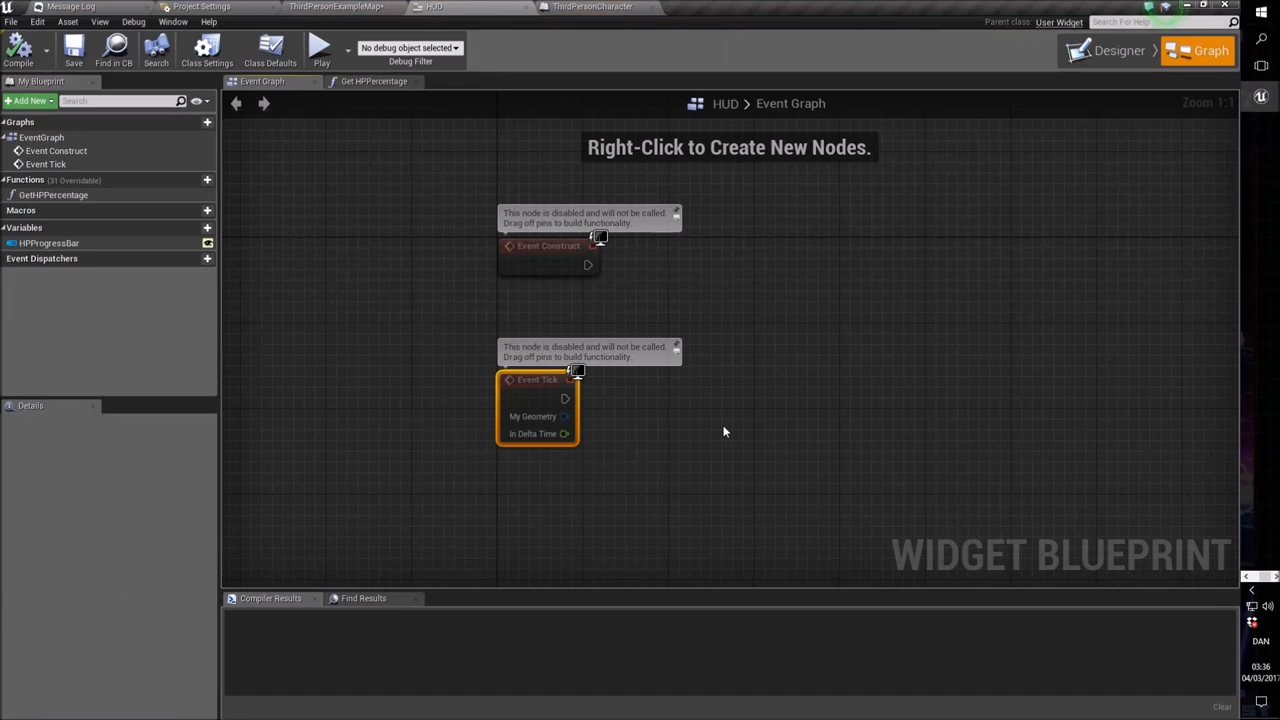 Message Log
Project Settings
ThirdPersonExampleMap*
HUD
ThirdPersonCharacter
File Edit Asset View Debug Window Help
Parent class: User Widget
Search For Help
Compile
Save
Find in CB
Search
Class Settings
Class Defaults
Play
No debug object selected
Debug Filter
Designer
Graph
My Blueprint
Event Graph
Get HPPercentage
Add New
Search
HUD > Event Graph
Zoom 1:1
Graphs
EventGraph
Event Construct
Event Tick
Functions (31 Overridable)
GetHPPercentage
Macros
Variables
HPProgressBar
Event Dispatchers
Right-Click to Create New Nodes.
This node is disabled and will not be called.
Drag off pins to build functionality.
Event Construct
This node is disabled and will not be called.
Drag off pins to build functionality.
Event Tick
My Geometry
In Delta Time
Details
WIDGET BLUEPRINT
Compiler Results
Find Results
Clear
DAN
03:36
04/03/2017